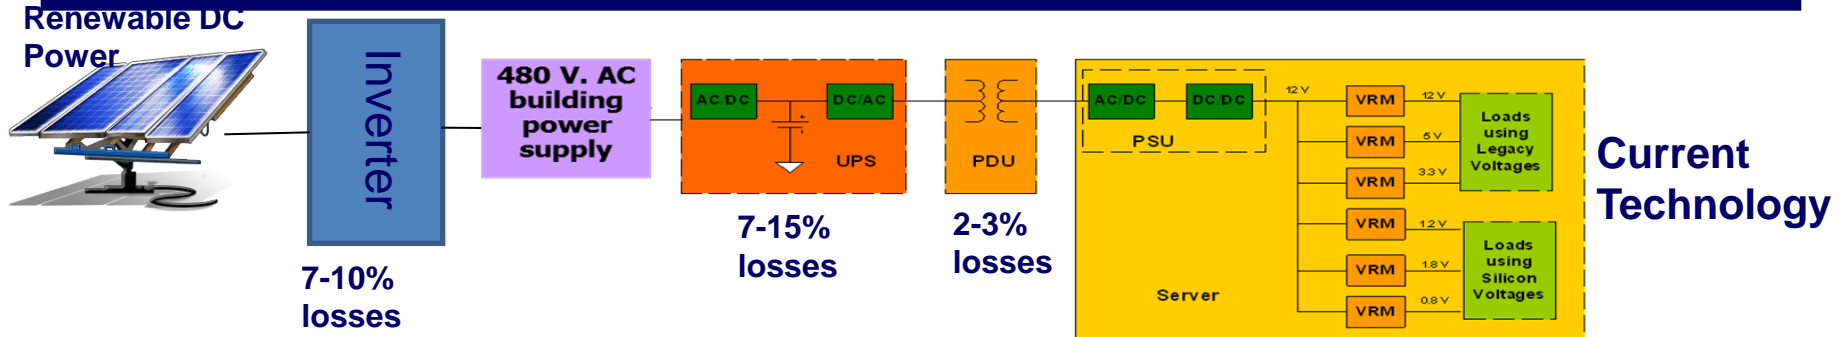 Renewable DC
Power
Inverter
7-10%
losses
480 V. AC
building
power
supply
AC/DC
DC/AC
+
UPS
7-15%
losses
PDU
2-3%
losses
AC/DC
DC/DC
PSU
12 V
Server
VRM
12 V
VRM
5 V
VRM
3.3 V
VRM
1.2 V
VRM
1.8 V
VRM
0.8 V
Loads
using
Legacy
Voltages
Loads
using
Silicon
Voltages
Current
Technology